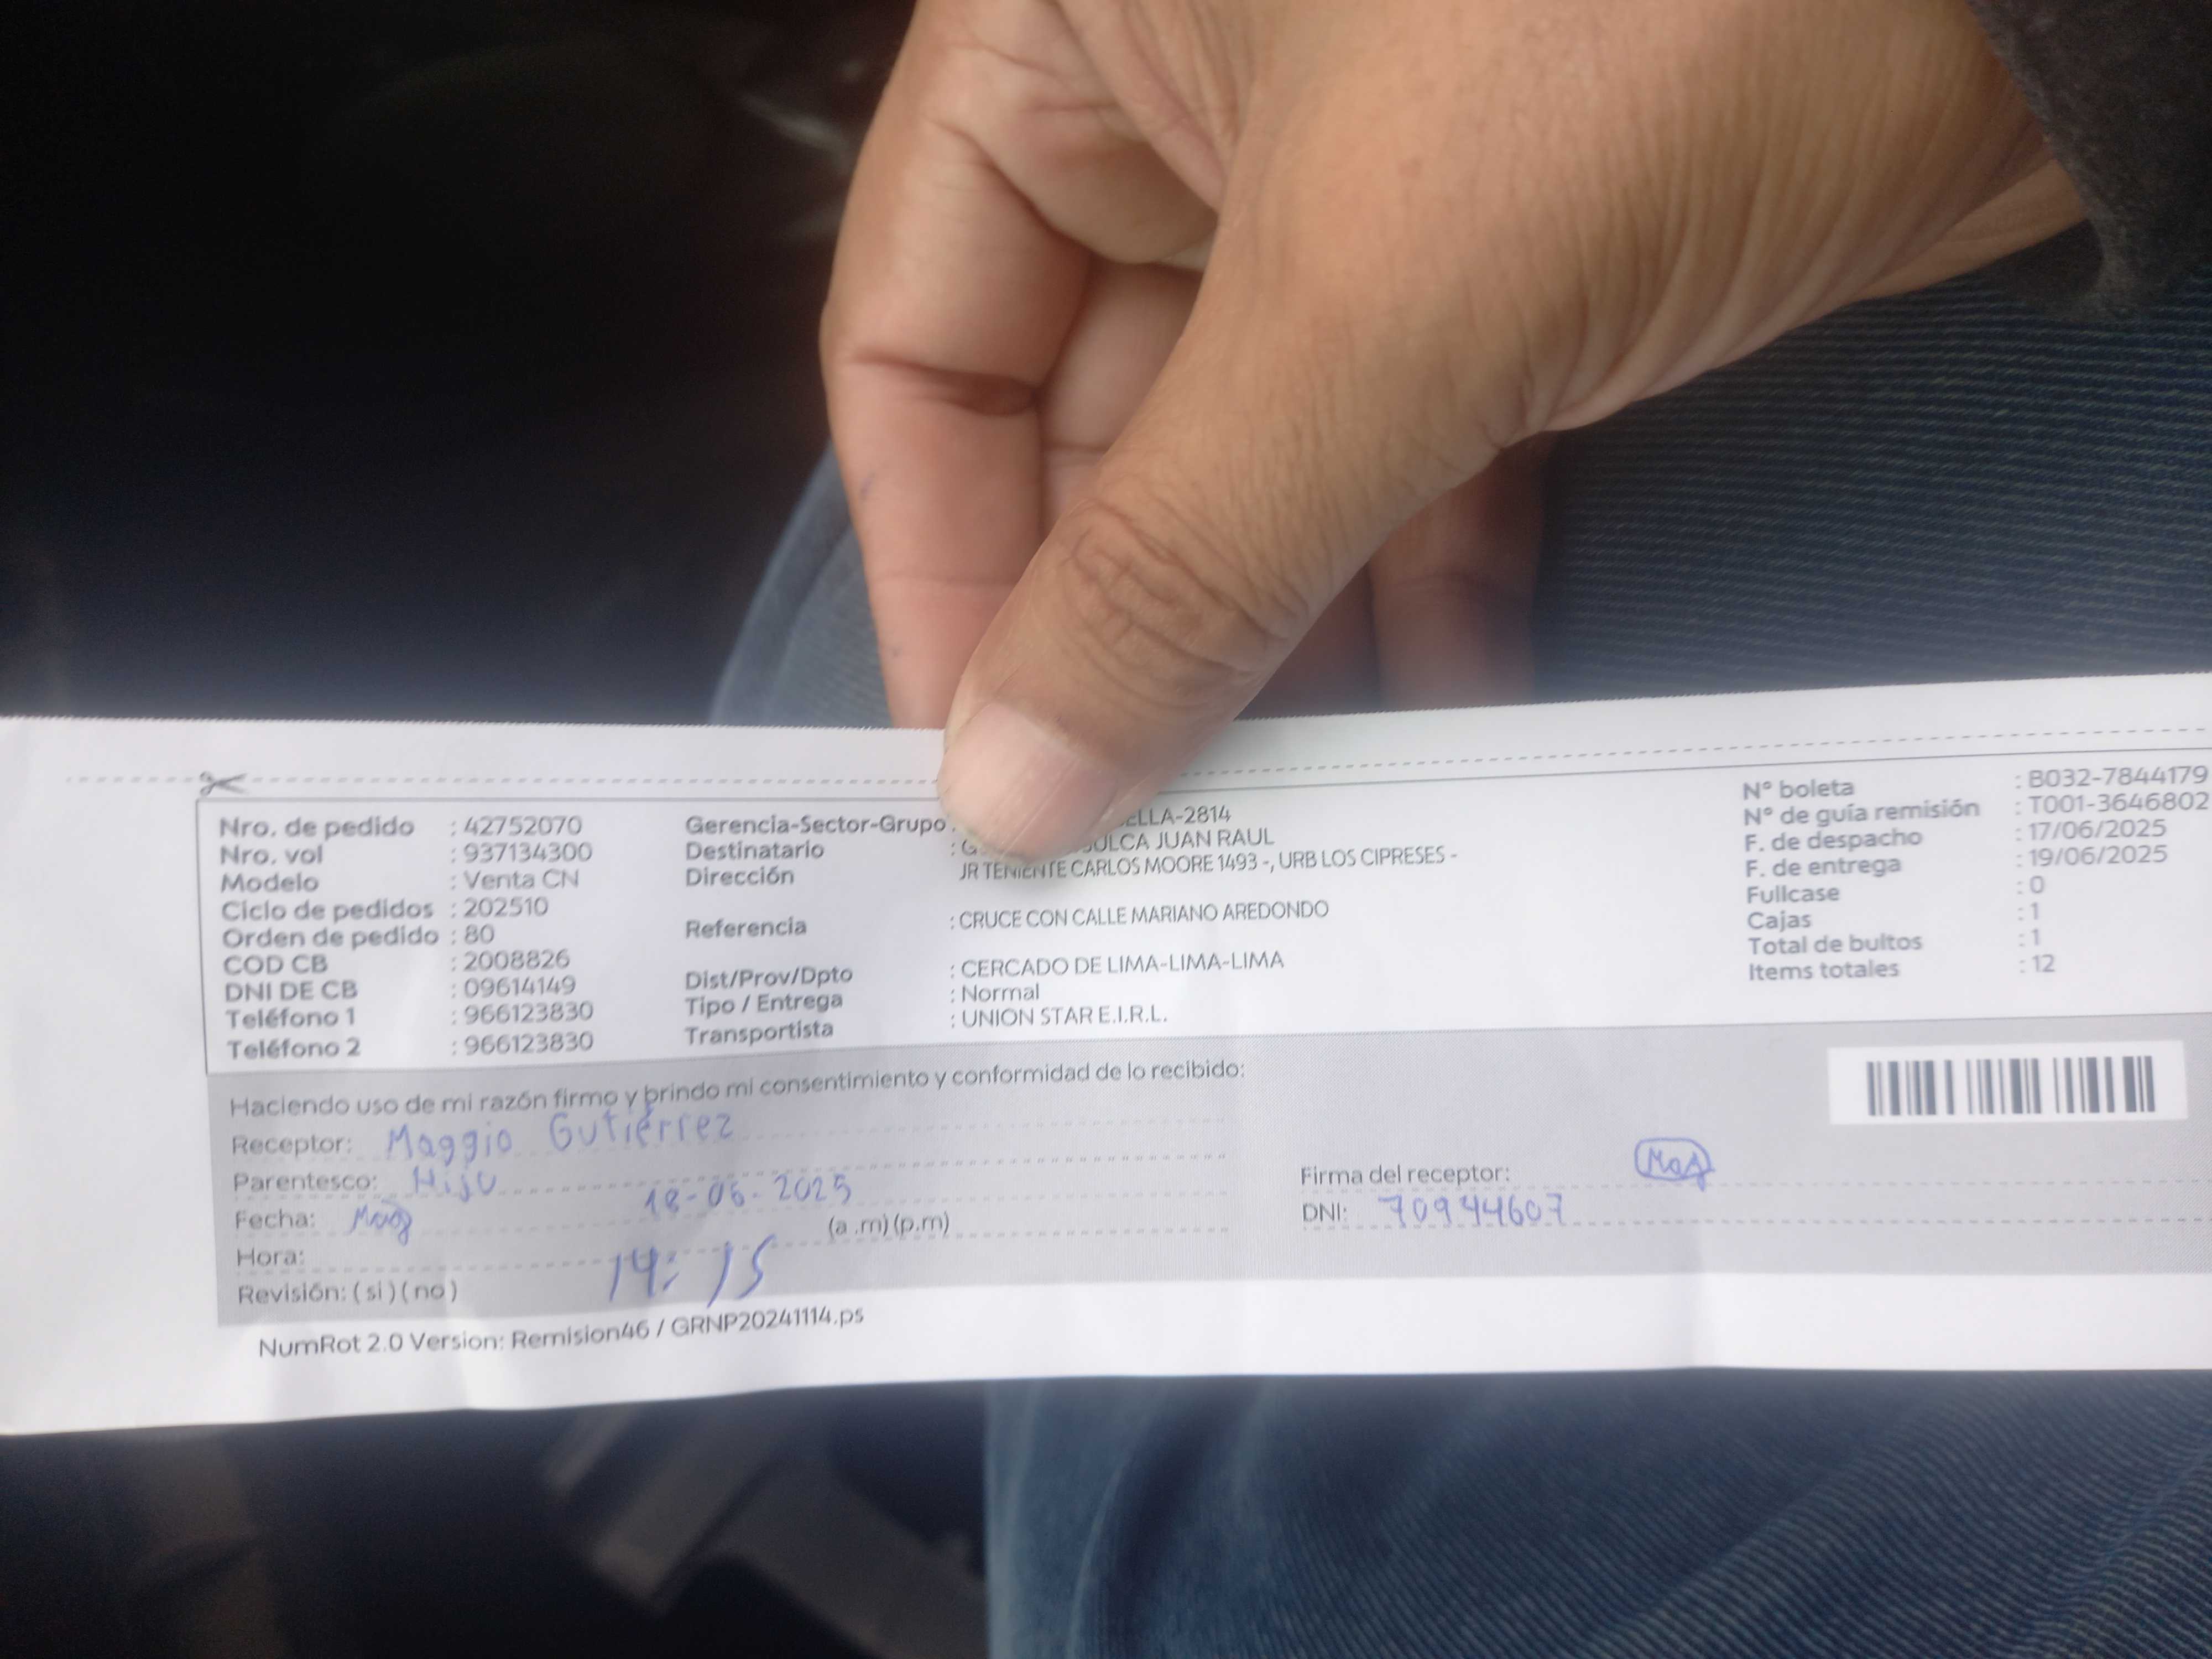 Nro. de pedido : 42752070
Nro. vol : 937134300
Modelo : Venta CN
Ciclo de pedidos : 202510
Orden de pedido : 80
COD CB : 2008826
DNI DE CB : 09614149
Teléfono 1 : 966123830
Teléfono 2 : 966123830
Gerencia-Sector-Grupo : ELLA-2814
Destinatario : JUAN RAUL
Dirección JR TENIENTE CARLOS MOORE 1493 -, URB LOS CIPRESES -
Referencia : CRUCE CON CALLE MARIANO AREDONDO
Dist/Prov/Dpto : CERCADO DE LIMA-LIMA-LIMA
Tipo / Entrega : Normal
Transportista : UNION STAR E.I.R.L.
N° boleta : B032-7844179
N° de guía remisión : T001-3646802
F. de despacho : 17/06/2025
F. de entrega : 19/06/2025
Fullcase : 0
Cajas : 1
Total de bultos : 1
Items totales : 12
Haciendo uso de mi razón firmo y brindo mi consentimiento y conformidad de lo recibido:
Receptor: Maggio Gutiérrez
Parentesco: Hijo
Fecha: 18-06-2025
Hora: 14:15 (a .m) (p.m)
Revisión: ( si ) ( no )
Firma del receptor: Mag
DNI: 70944607
NumRot 2.0 Version: Remision46 / GRNP20241114.ps